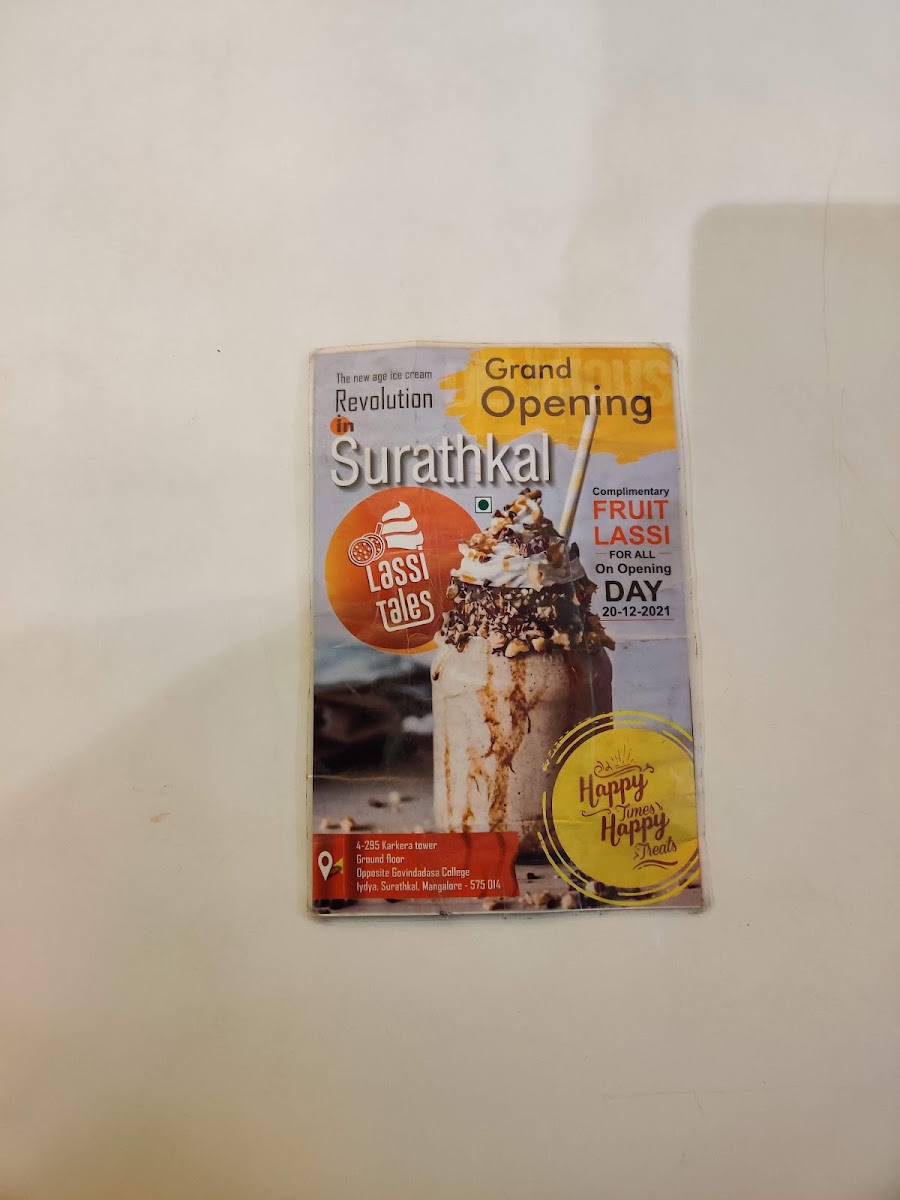 The new age ice cream
Revolution
in
Surathkal
Grand
Opening
Lassi
Tales
Complimentary
FRUIT
LASSI
FOR ALL
On Opening
DAY
20-12-2021
Happy
Times
Happy
Treats
4-295 Karkera tower
Ground floor
Opposite Govindadasa College
Iydya, Surathkal, Mangalore - 575 014